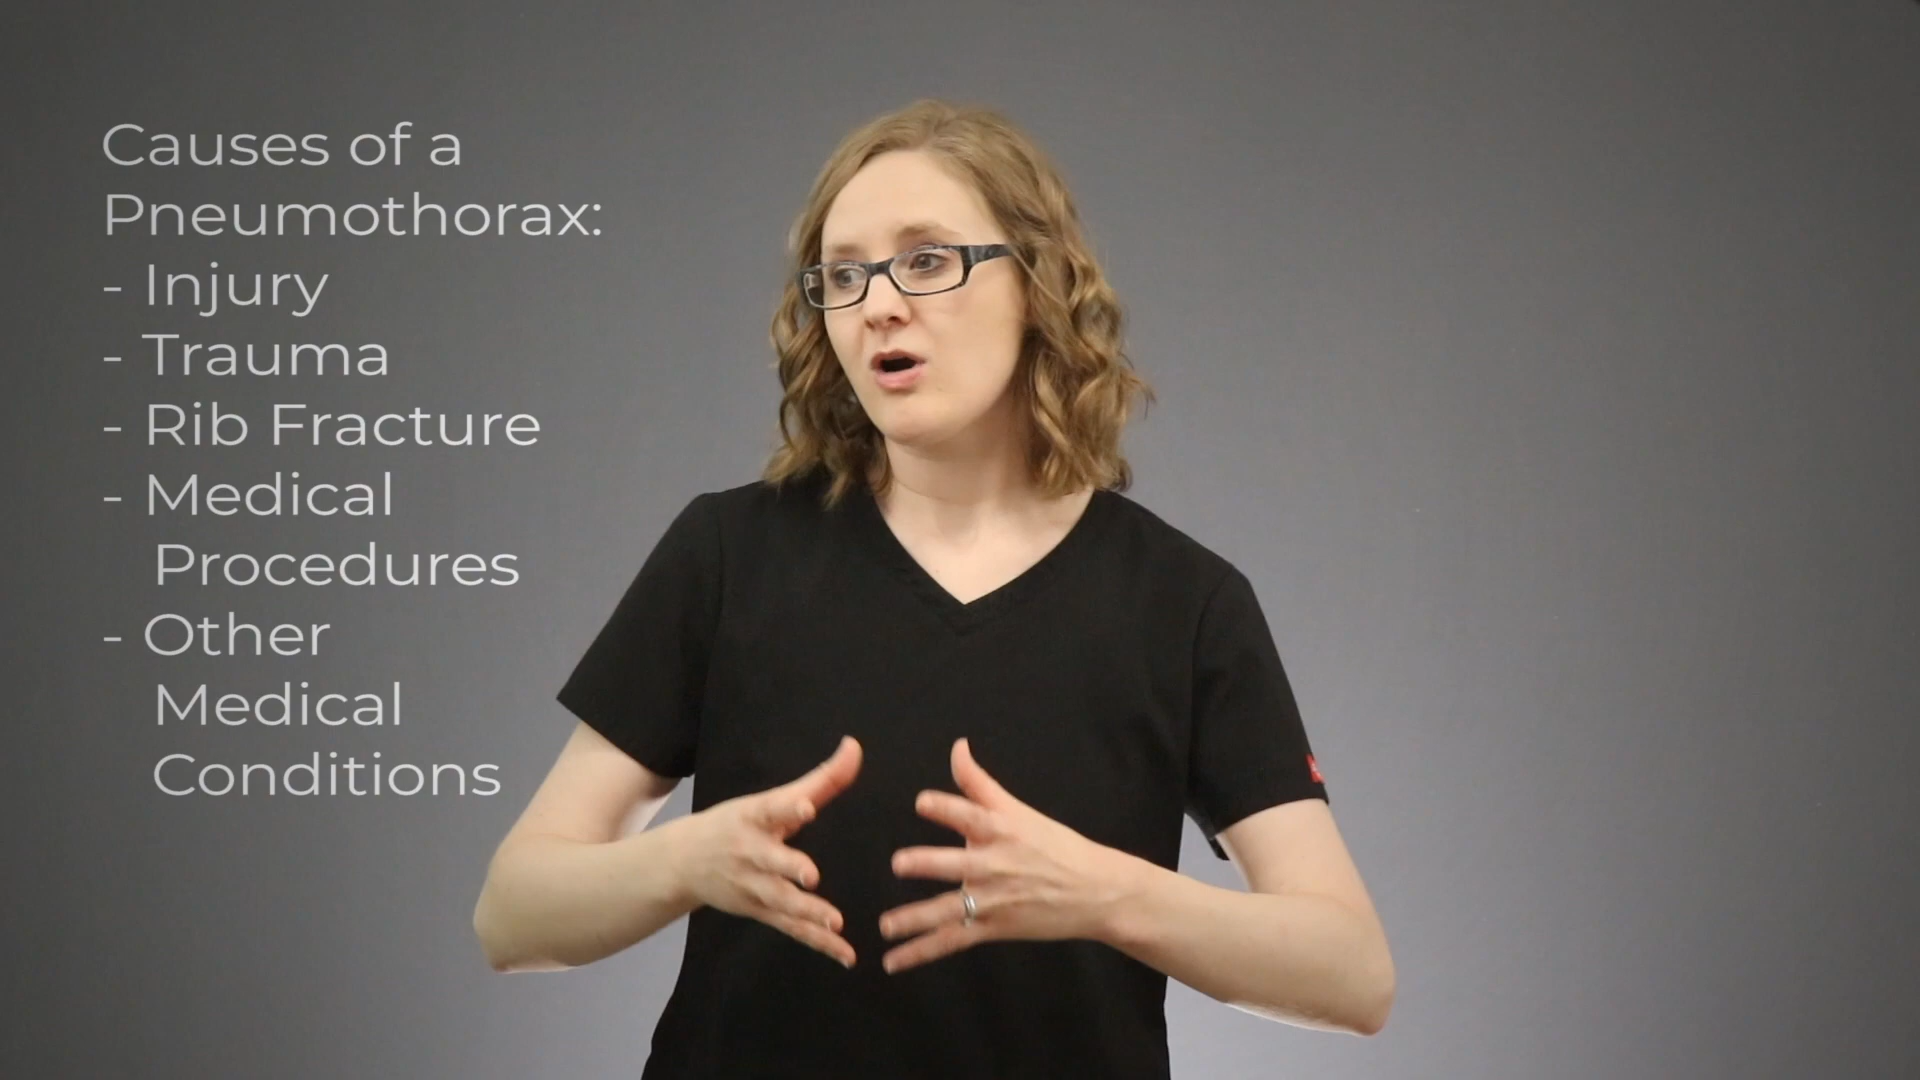 Causes of a
Pneumothorax:
- Injury
- Trauma
- Rib Fracture
- Medical
Procedures
- Other
Medical
Conditions